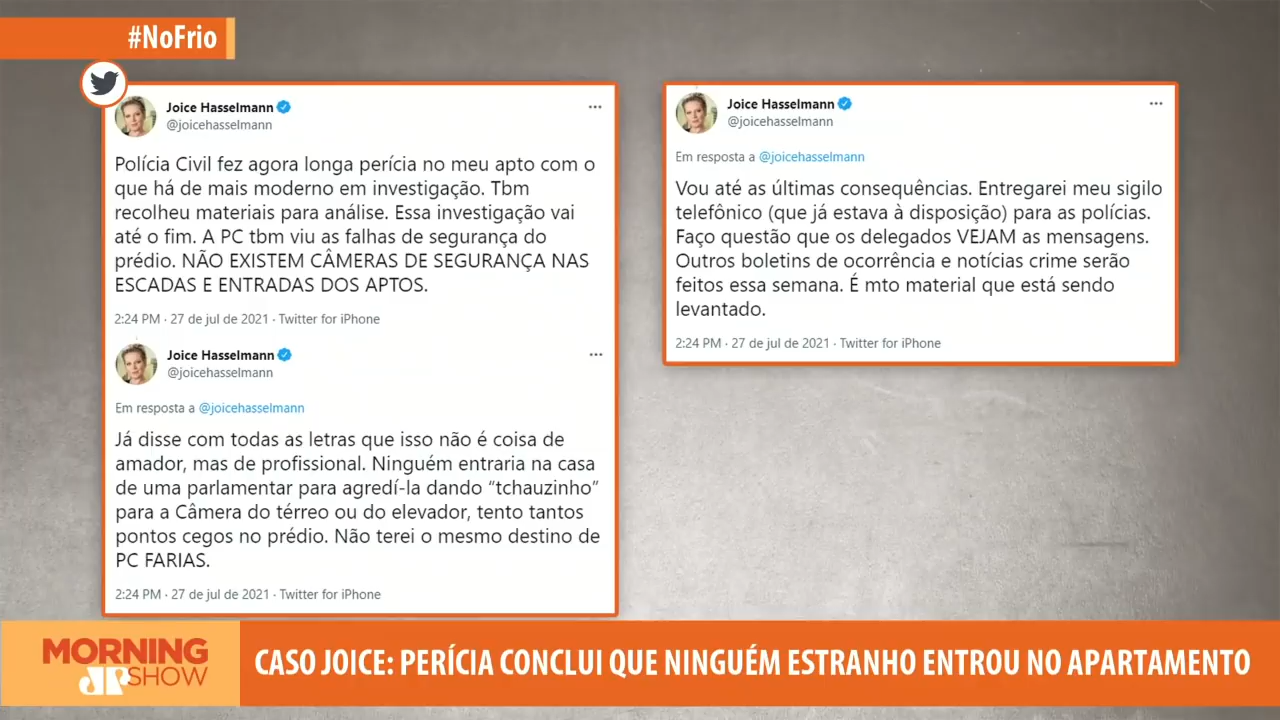 #NoFrio
Joice Hasselmann
@joicehasselmann
Polícia Civil fez agora longa perícia no meu apto com o
que há de mais moderno em investigação. Tbm
recolheu materiais para análise. Essa investigação vai
até o fim. A PC tbm viu as falhas de segurança do
prédio. NÃO EXISTEM CÂMERAS DE SEGURANÇA NAS
ESCADAS E ENTRADAS DOS APTOS.
2:24 PM · 27 de jul de 2021 · Twitter for iPhone
Joice Hasselmann
@joicehasselmann
Em resposta a @joicehasselmann
Já disse com todas as letras que isso não é coisa de
amador, mas de profissional. Ninguém entraria na casa
de uma parlamentar para agredí-la dando “tchauzinho”
para a Câmera do térreo ou do elevador, tento tantos
pontos cegos no prédio. Não terei o mesmo destino de
PC FARIAS.
2:24 PM · 27 de jul de 2021 · Twitter for iPhone
Joice Hasselmann
@joicehasselmann
Em resposta a @joicehasselmann
Vou até as últimas consequências. Entregarei meu sigilo
telefônico (que já estava à disposição) para as polícias.
Faço questão que os delegados VEJAM as mensagens.
Outros boletins de ocorrência e notícias crime serão
feitos essa semana. É mto material que está sendo
levantado.
2:24 PM · 27 de jul de 2021 · Twitter for iPhone
MORNING
JP SHOW
CASO JOICE: PERÍCIA CONCLUI QUE NINGUÉM ESTRANHO ENTROU NO APARTAMENTO